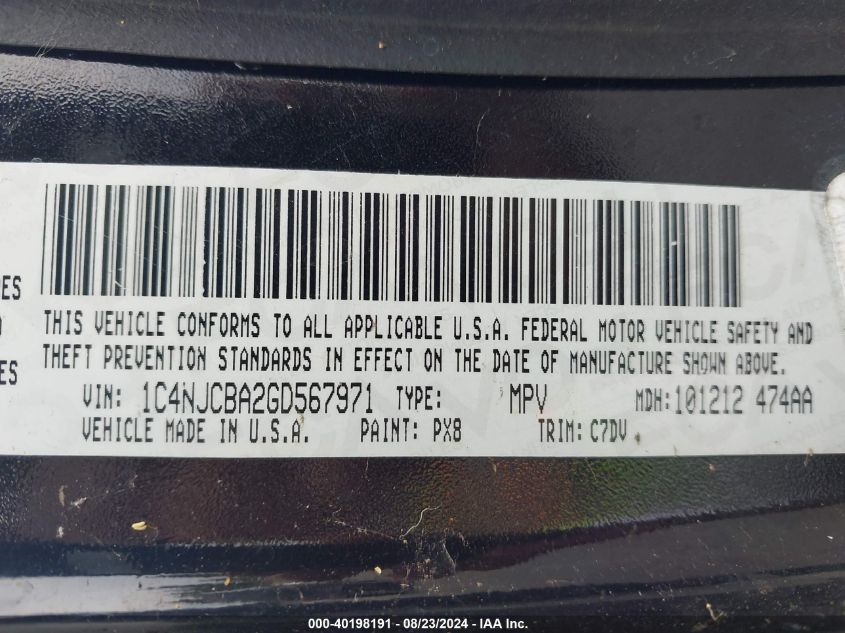 THIS VEHICLE CONFORMS TO ALL APPLICABLE U.S.A. FEDERAL MOTOR VEHICLE SAFETY AND
THEFT PREVENTION STANDARDS IN EFFECT ON THE DATE OF MANUFACTURE SHOWN ABOVE.
VIN: 1C4NJCBA2GD567971 TYPE: MPV MDH:101212 474AA
VEHICLE MADE IN U.S.A. PAINT: PX8 TRIM: C7DV
000-40198191 - 08/23/2024 - IAA Inc.